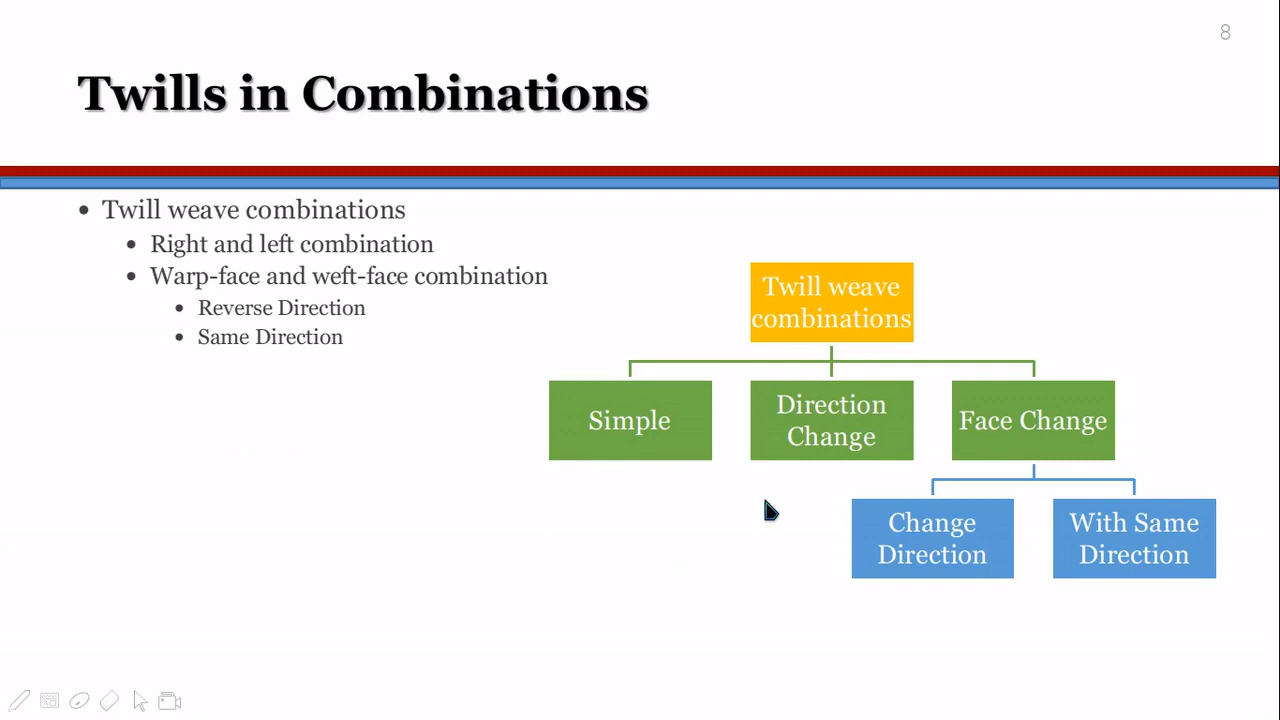 8
Twills in Combinations
• Twill weave combinations
• Right and left combination
• Warp-face and weft-face combination
• Reverse Direction
• Same Direction
Twill weave
combinations
Simple
Direction
Change
Face Change
Change
Direction
With Same
Direction